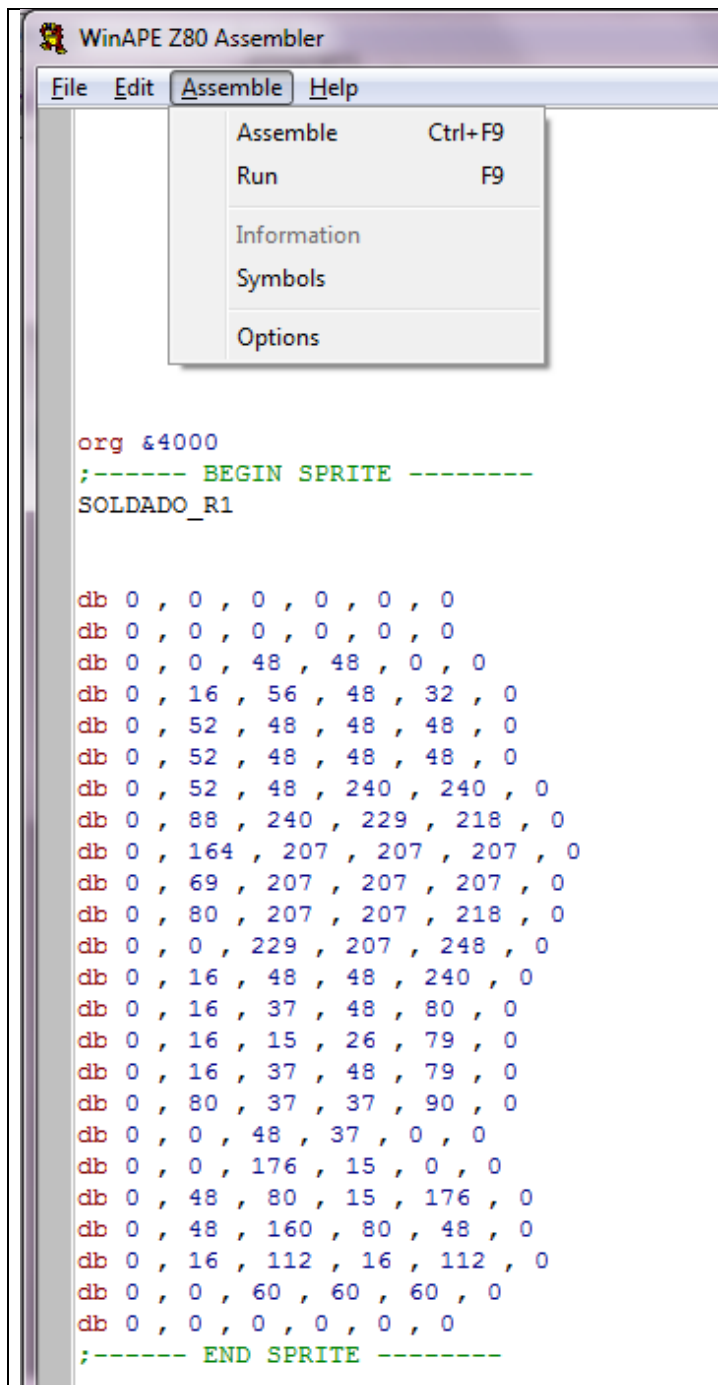 WinAPE Z80 Assembler
File Edit Assemble Help
Assemble Ctrl+F9
Run F9
Information
Symbols
Options
org &4000
;------ BEGIN SPRITE --------
SOLDADO_R1
db 0 , 0 , 0 , 0 , 0 , 0
db 0 , 0 , 0 , 0 , 0 , 0
db 0 , 0 , 48 , 48 , 0 , 0
db 0 , 16 , 56 , 48 , 32 , 0
db 0 , 52 , 48 , 48 , 48 , 0
db 0 , 52 , 48 , 48 , 48 , 0
db 0 , 52 , 48 , 240 , 240 , 0
db 0 , 88 , 240 , 229 , 218 , 0
db 0 , 164 , 207 , 207 , 207 , 0
db 0 , 69 , 207 , 207 , 207 , 0
db 0 , 80 , 207 , 207 , 218 , 0
db 0 , 0 , 229 , 207 , 248 , 0
db 0 , 16 , 48 , 48 , 240 , 0
db 0 , 16 , 37 , 48 , 80 , 0
db 0 , 16 , 15 , 26 , 79 , 0
db 0 , 16 , 37 , 48 , 79 , 0
db 0 , 80 , 37 , 37 , 90 , 0
db 0 , 0 , 48 , 37 , 0 , 0
db 0 , 0 , 176 , 15 , 0 , 0
db 0 , 48 , 80 , 15 , 176 , 0
db 0 , 48 , 160 , 80 , 48 , 0
db 0 , 16 , 112 , 16 , 112 , 0
db 0 , 0 , 60 , 60 , 60 , 0
db 0 , 0 , 0 , 0 , 0 , 0
;------ END SPRITE --------